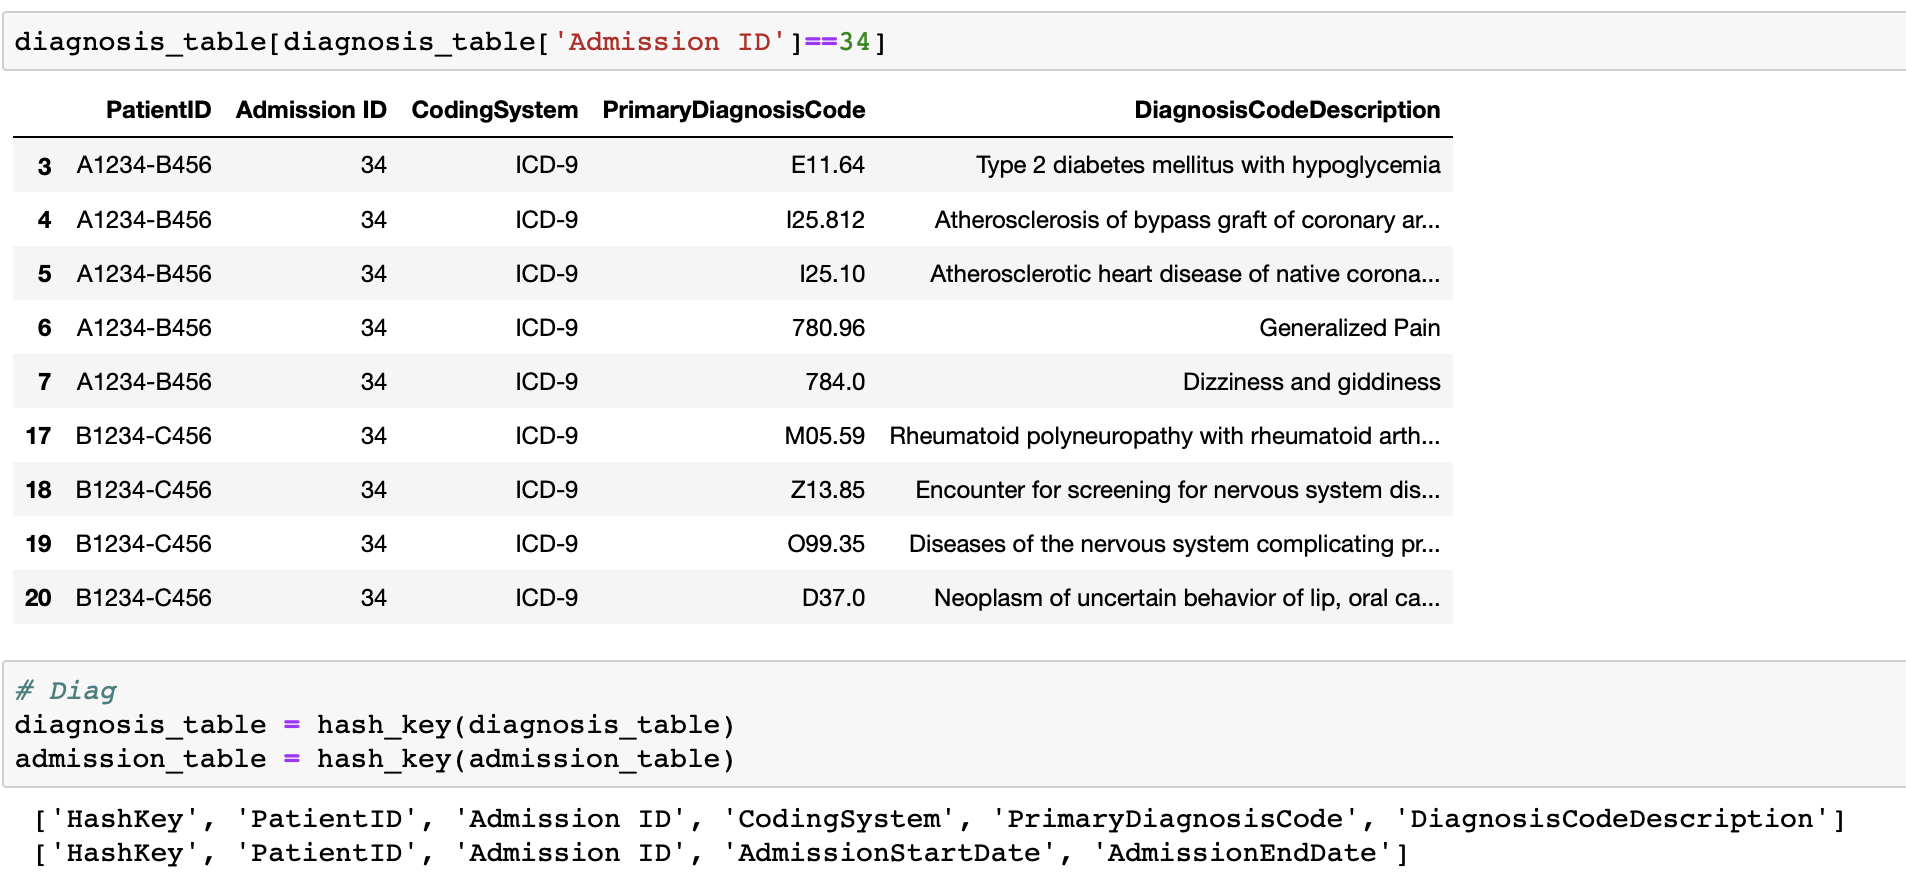 diagnosis_table[diagnosis_table['Admission ID']==34]
PatientID Admission ID CodingSystem PrimaryDiagnosisCode DiagnosisCodeDescription
3 A1234-B456 34 ICD-9 E11.64 Type 2 diabetes mellitus with hypoglycemia
4 A1234-B456 34 ICD-9 I25.812 Atherosclerosis of bypass graft of coronary ar...
5 A1234-B456 34 ICD-9 I25.10 Atherosclerotic heart disease of native corona...
6 A1234-B456 34 ICD-9 780.96 Generalized Pain
7 A1234-B456 34 ICD-9 784.0 Dizziness and giddiness
17 B1234-C456 34 ICD-9 M05.59 Rheumatoid polyneuropathy with rheumatoid arth...
18 B1234-C456 34 ICD-9 Z13.85 Encounter for screening for nervous system dis...
19 B1234-C456 34 ICD-9 O99.35 Diseases of the nervous system complicating pr...
20 B1234-C456 34 ICD-9 D37.0 Neoplasm of uncertain behavior of lip, oral ca...
# Diag
diagnosis_table = hash_key(diagnosis_table)
admission_table = hash_key(admission_table)
['HashKey', 'PatientID', 'Admission ID', 'CodingSystem', 'PrimaryDiagnosisCode', 'DiagnosisCodeDescription']
['HashKey', 'PatientID', 'Admission ID', 'AdmissionStartDate', 'AdmissionEndDate']